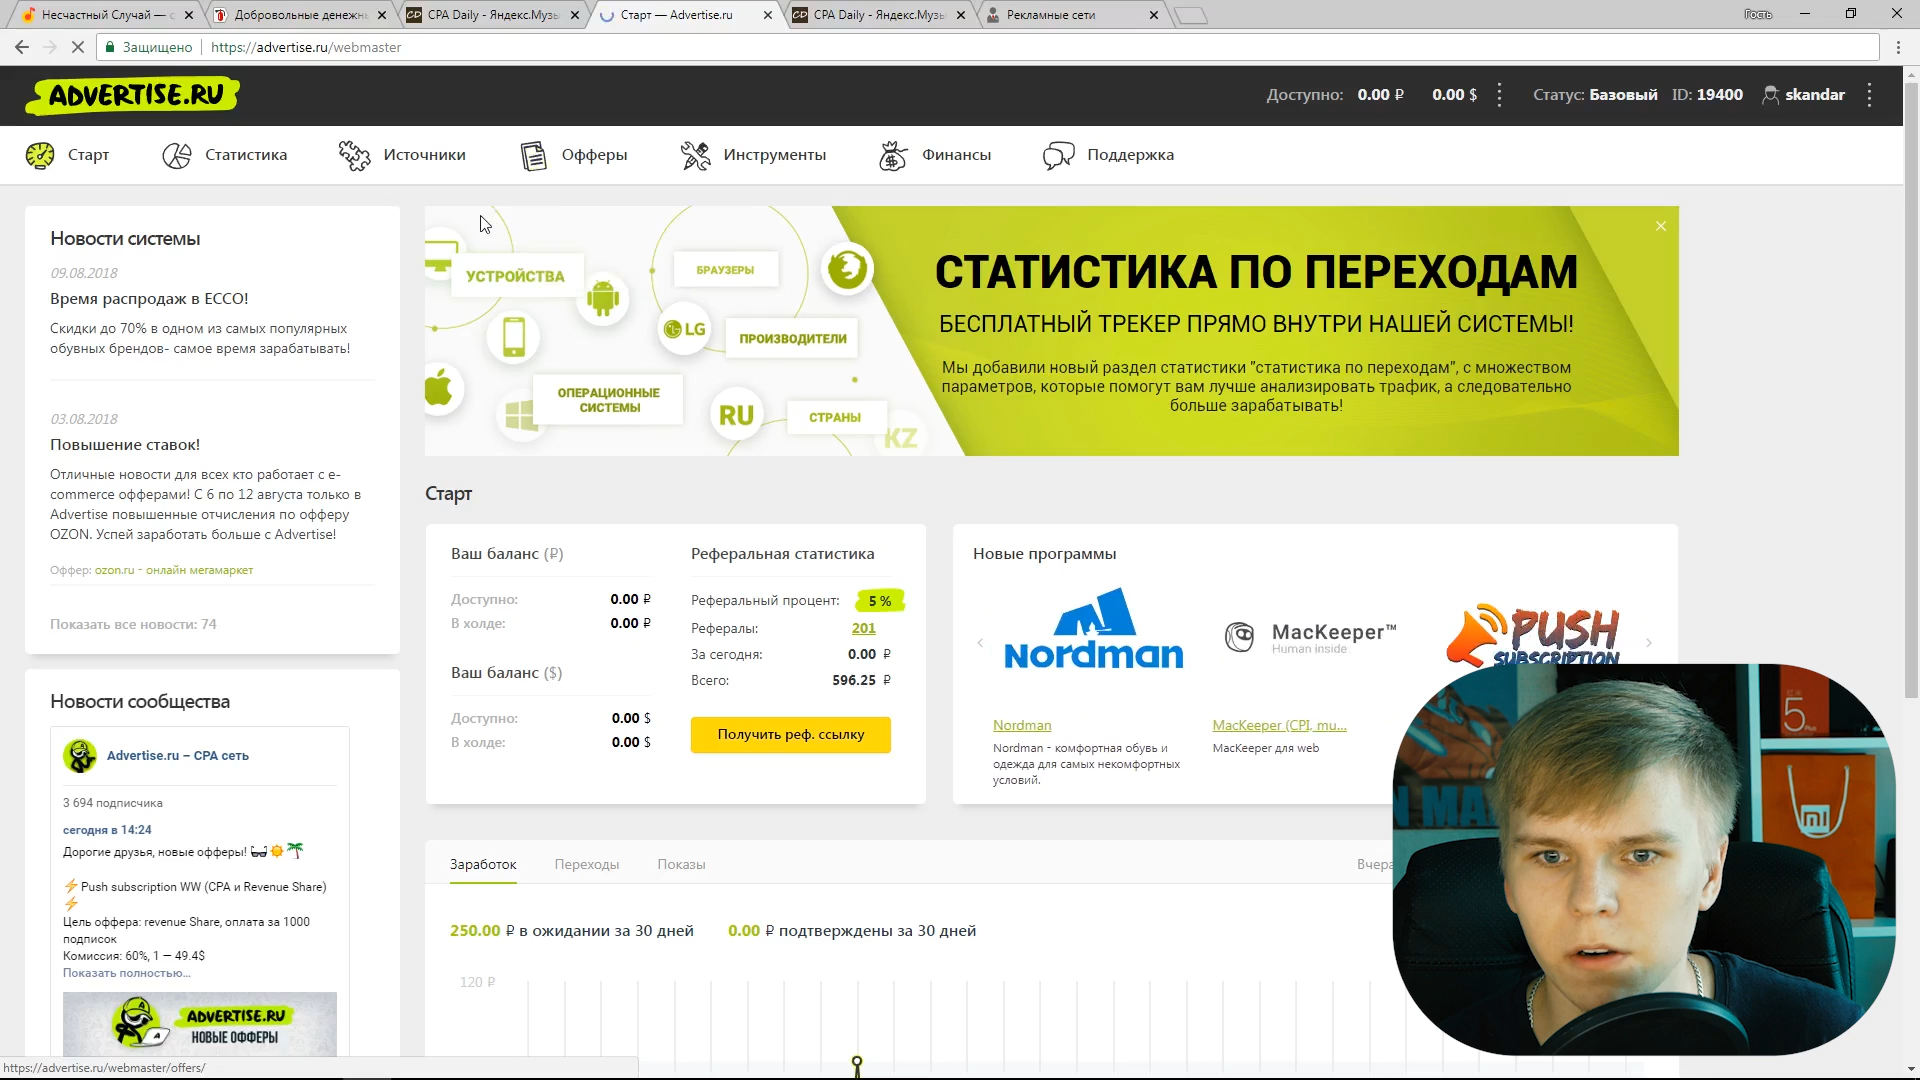 Несчастный Случай — с
Добровольные денежны
CPA Daily - Яндекс.Музы
Старт — Advertise.ru
CPA Daily - Яндекс.Музы
Рекламные сети
Гость
Защищено
https://advertise.ru/webmaster
ADVERTISE.RU
Доступно: 0.00 ₽ 0.00 $
Статус: Базовый ID: 19400 skandar
Старт
Статистика
Источники
Офферы
Инструменты
Финансы
Поддержка
Новости системы
09.08.2018
Время распродаж в ECCO!
Скидки до 70% в одном из самых популярных
обувных брендов- самое время зарабатывать!
03.08.2018
Повышение ставок!
Отличные новости для всех кто работает с e-
commerce офферами! С 6 по 12 августа только в
Advertise повышенные отчисления по офферу
OZON. Успей заработать больше с Advertise!
Оффер: ozon.ru - онлайн мегамаркет
Показать все новости: 74
Новости сообщества
Advertise.ru – CPA сеть
3 694 подписчика
сегодня в 14:24
Дорогие друзья, новые офферы! 🕶☀🌴
⚡Push subscription WW (CPA и Revenue Share)
⚡
Цель оффера: revenue Share, оплата за 1000
подписок
Комиссия: 60%, 1 — 49.4$
Показать полностью...
ADVERTISE.RU
НОВЫЕ ОФФЕРЫ
УСТРОЙСТВА
БРАУЗЕРЫ
LG
ПРОИЗВОДИТЕЛИ
ОПЕРАЦИОННЫЕ
СИСТЕМЫ
RU
СТРАНЫ
KZ
СТАТИСТИКА ПО ПЕРЕХОДАМ
БЕСПЛАТНЫЙ ТРЕКЕР ПРЯМО ВНУТРИ НАШЕЙ СИСТЕМЫ!
Мы добавили новый раздел статистики "статистика по переходам", с множеством
параметров, которые помогут вам лучше анализировать трафик, а следовательно
больше зарабатывать!
Старт
Ваш баланс (₽)
Доступно: 0.00 ₽
В холде: 0.00 ₽
Ваш баланс ($)
Доступно: 0.00 $
В холде: 0.00 $
Реферальная статистика
Реферальный процент: 5 %
Рефералы: 201
За сегодня: 0.00 ₽
Всего: 596.25 ₽
Получить реф. ссылку
Новые программы
Nordman
MacKeeper™
Human inside
PUSH
SUBSCRIPTION
Nordman
Nordman - комфортная обувь и
одежда для самых некомфортных
условий.
MacKeeper (CPI, mu...
MacKeeper для web
Заработок
Переходы
Показы
Вчера
250.00 ₽ в ожидании за 30 дней
0.00 ₽ подтверждены за 30 дней
120 ₽
5
Plus
mi
https://advertise.ru/webmaster/offers/